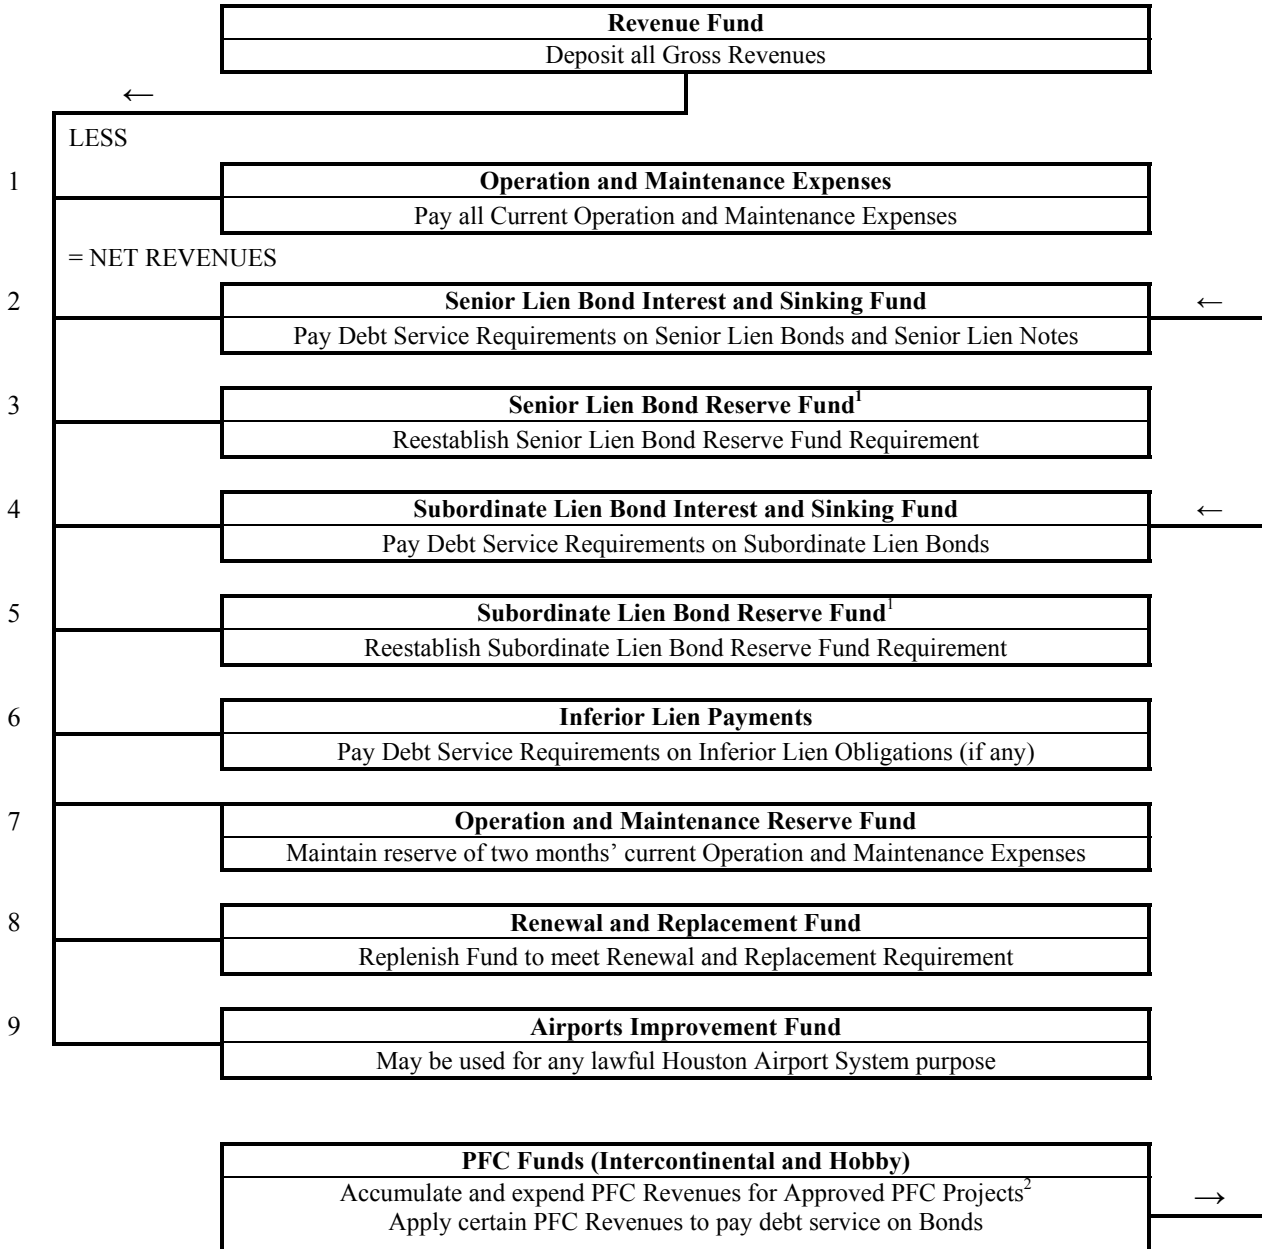 Revenue Fund
Deposit all Gross Revenues
←
LESS
1
Operation and Maintenance Expenses
Pay all Current Operation and Maintenance Expenses
= NET REVENUES
2
Senior Lien Bond Interest and Sinking Fund
←
Pay Debt Service Requirements on Senior Lien Bonds and Senior Lien Notes
3
Senior Lien Bond Reserve Fund¹
Reestablish Senior Lien Bond Reserve Fund Requirement
4
Subordinate Lien Bond Interest and Sinking Fund
←
Pay Debt Service Requirements on Subordinate Lien Bonds
5
Subordinate Lien Bond Reserve Fund¹
Reestablish Subordinate Lien Bond Reserve Fund Requirement
6
Inferior Lien Payments
Pay Debt Service Requirements on Inferior Lien Obligations (if any)
7
Operation and Maintenance Reserve Fund
Maintain reserve of two months’ current Operation and Maintenance Expenses
8
Renewal and Replacement Fund
Replenish Fund to meet Renewal and Replacement Requirement
9
Airports Improvement Fund
May be used for any lawful Houston Airport System purpose
PFC Funds (Intercontinental and Hobby)
Accumulate and expend PFC Revenues for Approved PFC Projects²
→
Apply certain PFC Revenues to pay debt service on Bonds